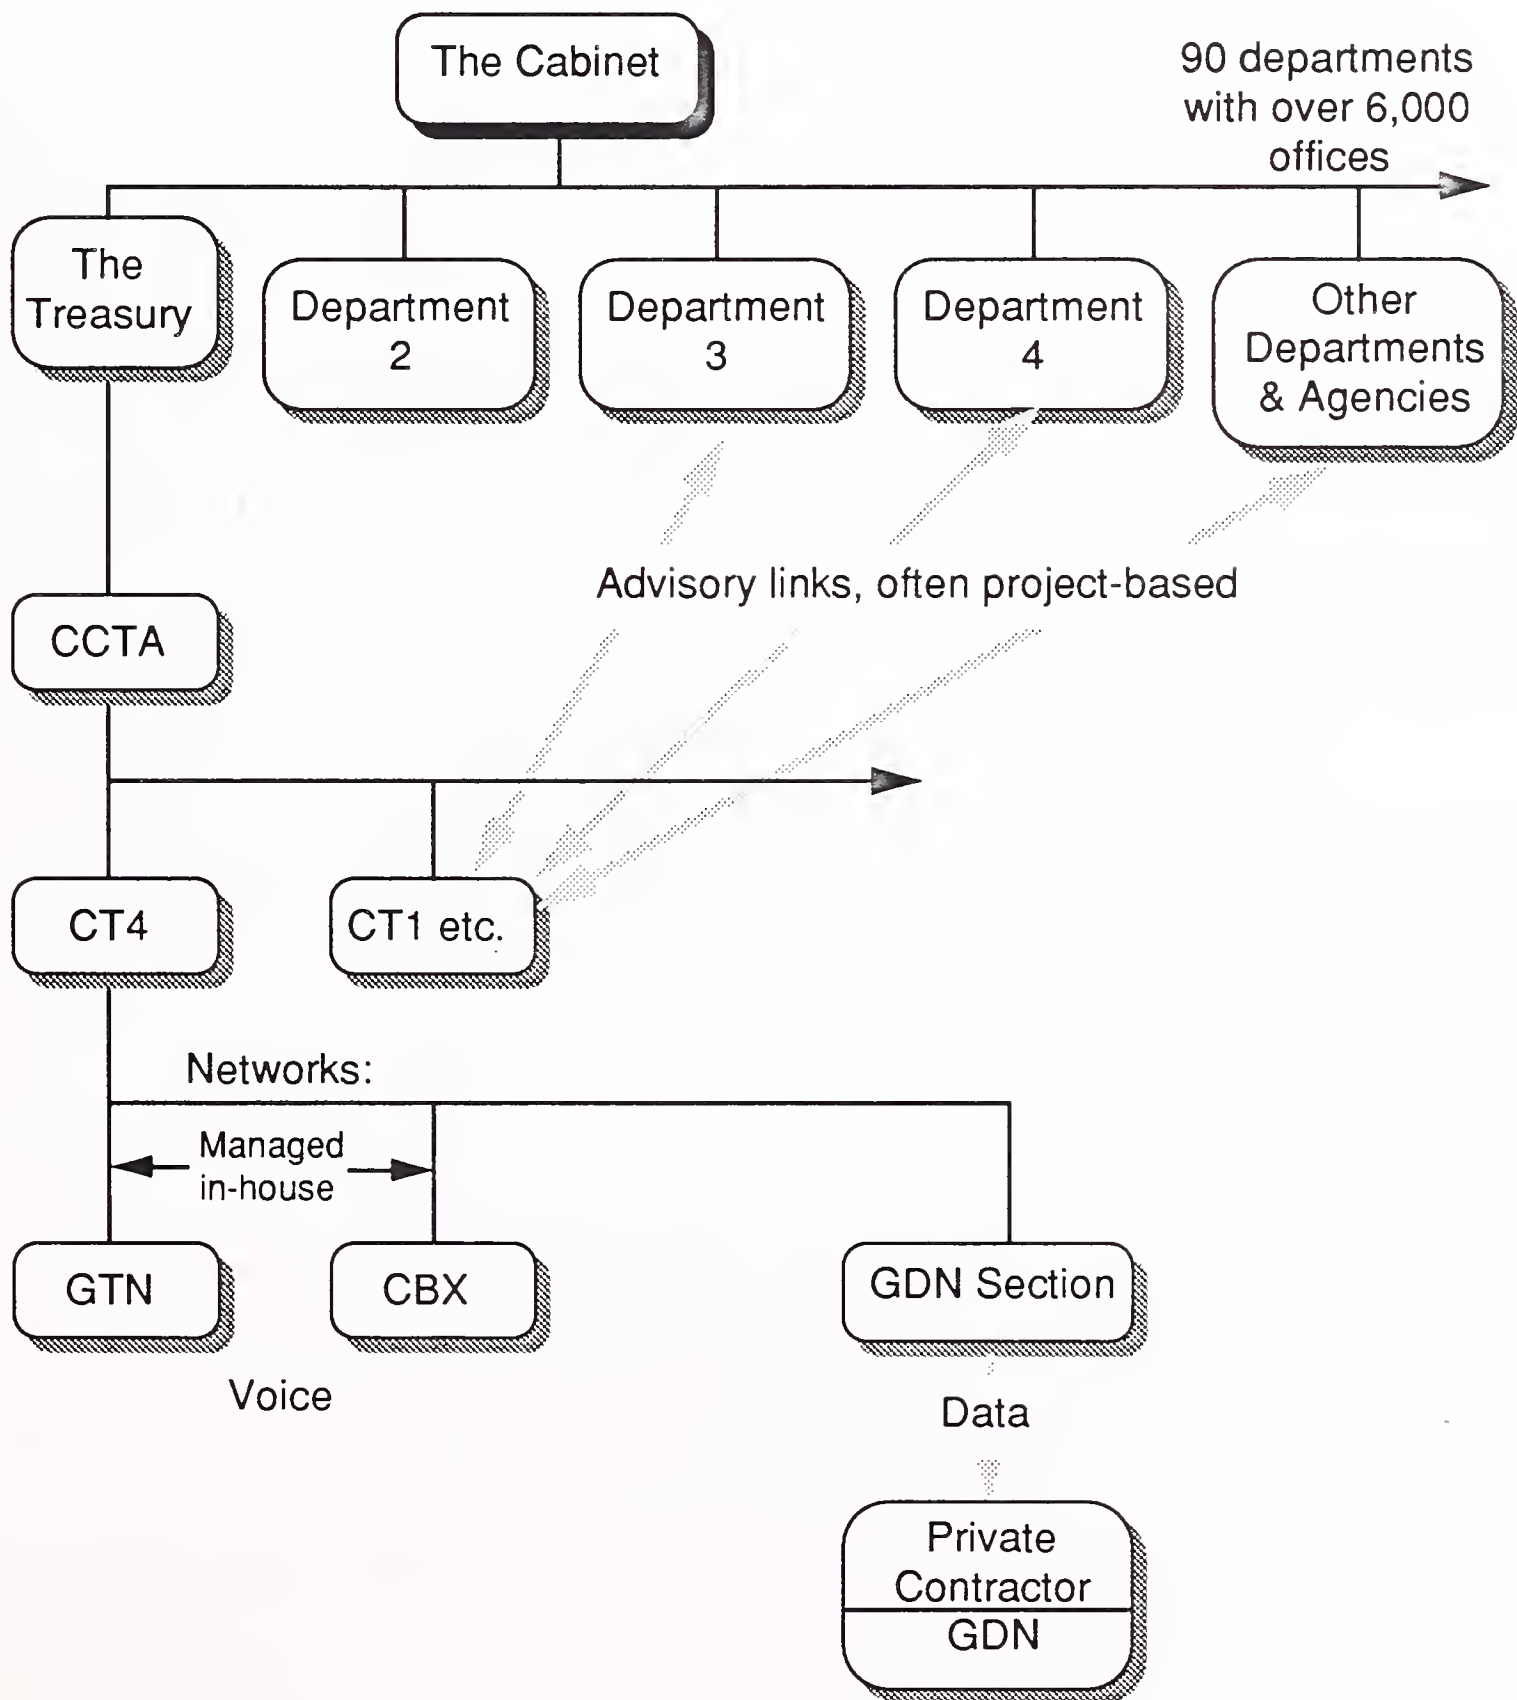 The Cabinet
90 departments
with over 6,000
offices
The
Treasury
Department
2
Department
3
Department
4
Other
Departments
& Agencies
Advisory links, often project-based
CCTA
CT4
CT1 etc.
Networks:
Managed
in-house
GTN
CBX
GDN Section
Voice
Data
Private
Contractor
GDN